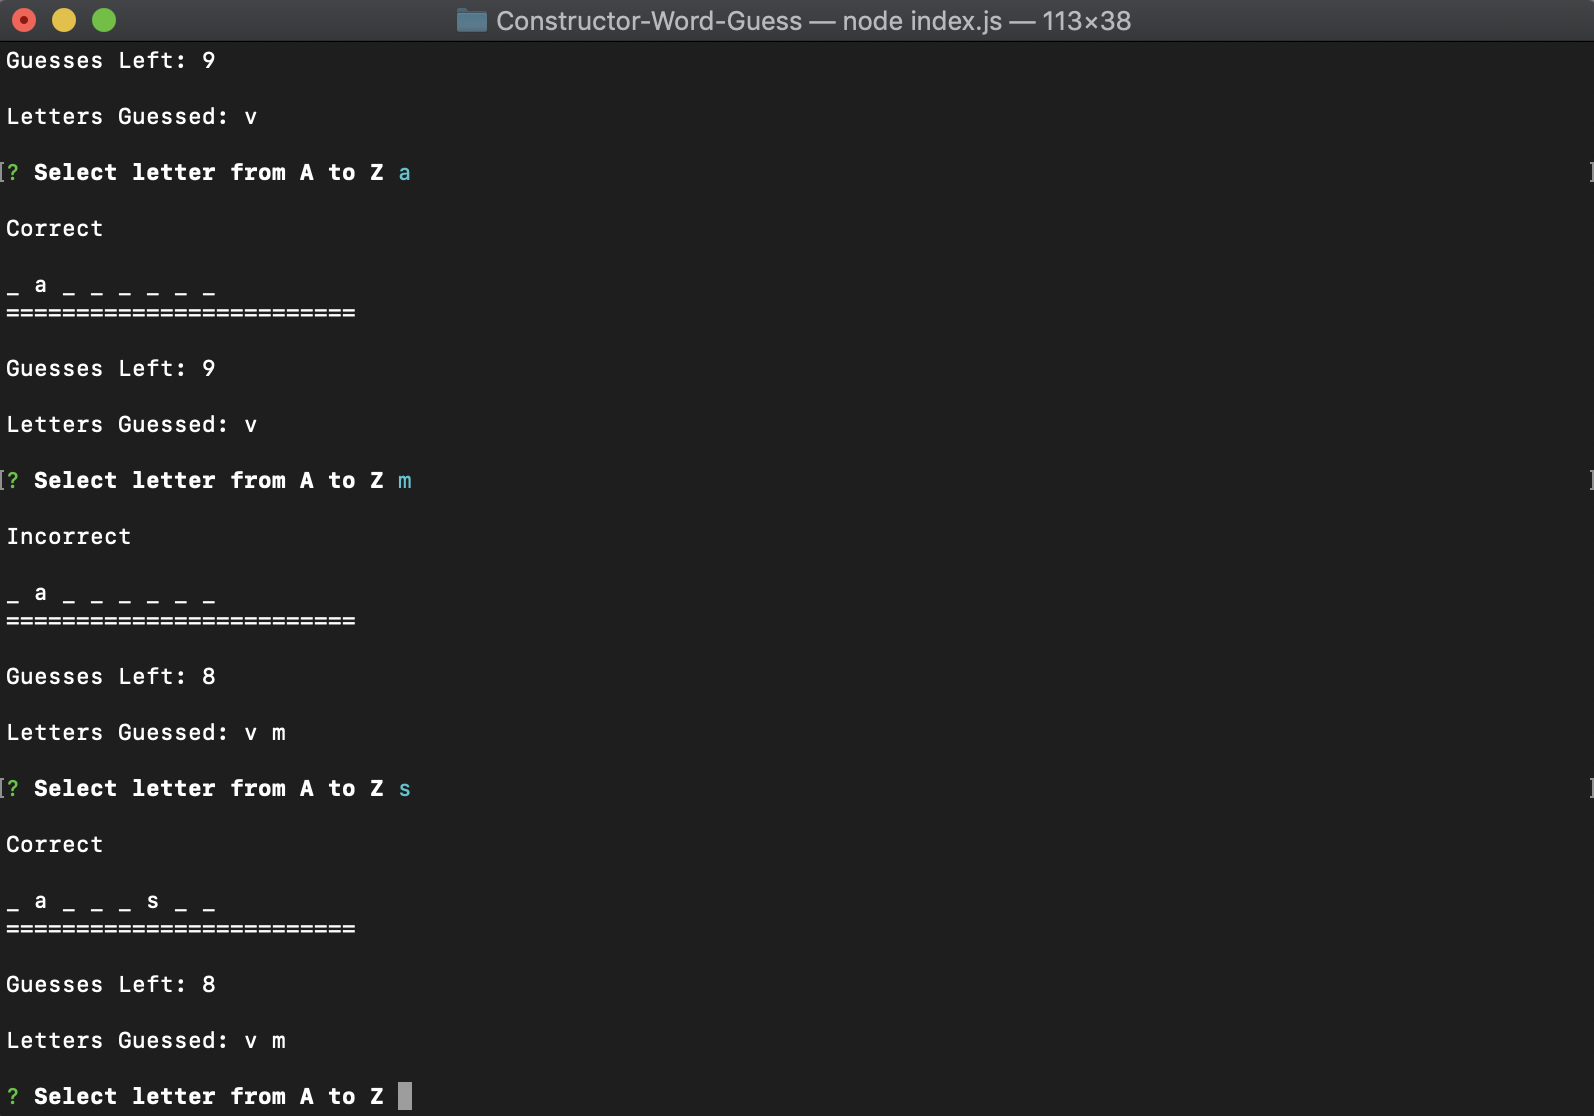 Constructor-Word-Guess — node index.js — 113×38
Guesses Left: 9
Letters Guessed: v
[? Select letter from A to Z a ]
Correct
_ a _ _ _ _ _ _
=========================
Guesses Left: 9
Letters Guessed: v
[? Select letter from A to Z m ]
Incorrect
_ a _ _ _ _ _ _
=========================
Guesses Left: 8
Letters Guessed: v m
[? Select letter from A to Z s ]
Correct
_ a _ _ _ s _ _
=========================
Guesses Left: 8
Letters Guessed: v m
? Select letter from A to Z